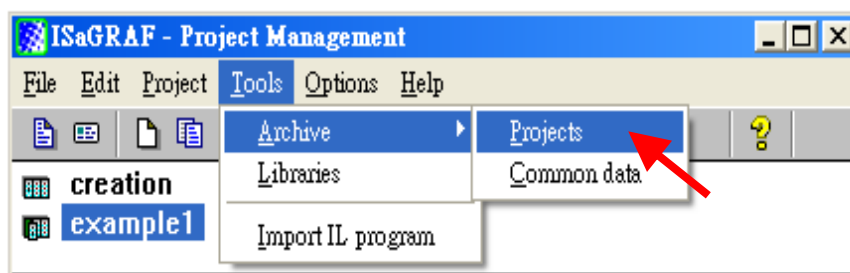 ISaGRAF - Project Management
File Edit Project Tools Options Help
Archive Projects
creation Libraries Common data
example1
Import IL program